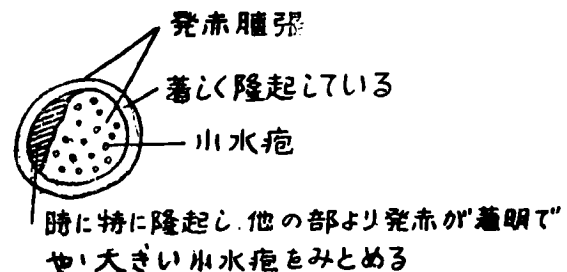 発赤腫張
著しく隆起している
小水疱
時に特に隆起し、他の部より発赤が著明で
やゝ大きい小水疱をみとめる